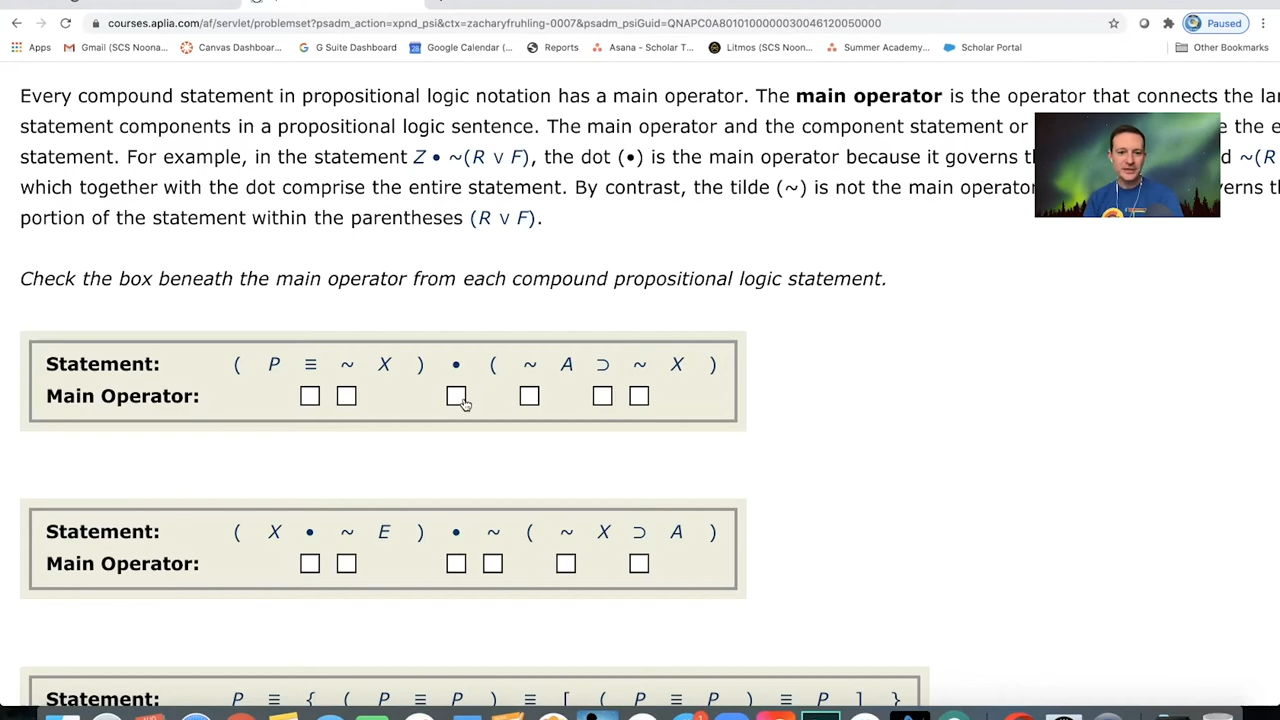 courses.aplia.com/af/servlet/problemset?psadm_action=xpnd_psi&ctx=zacharyfruhling-0007&psadm_psiGuid=QNAPC0A80101000000030046120050000
Paused
Apps Gmail (SCS Noona... Canvas Dashboar... G Suite Dashboard Google Calendar (... Reports Asana - Scholar T... Litmos (SCS Noon... Summer Academy... Scholar Portal Other Bookmarks
Every compound statement in propositional logic notation has a main operator. The main operator is the operator that connects the
statement components in a propositional logic sentence. The main operator and the component statement or the
statement. For example, in the statement Z • ~(R ∨ F), the dot (•) is the main operator because it governs ~(R
which together with the dot comprise the entire statement. By contrast, the tilde (~) is not the main operator
portion of the statement within the parentheses (R ∨ F).
Check the box beneath the main operator from each compound propositional logic statement.
Statement: ( P ≡ ~ X ) • ( ~ A ⊃ ~ X )
Main Operator:
Statement: ( X • ~ E ) • ~ ( ~ X ⊃ A )
Main Operator:
Statement: P ≡ { ( P ≡ P ) ≡ [ ( P ≡ P ) ≡ P ] }